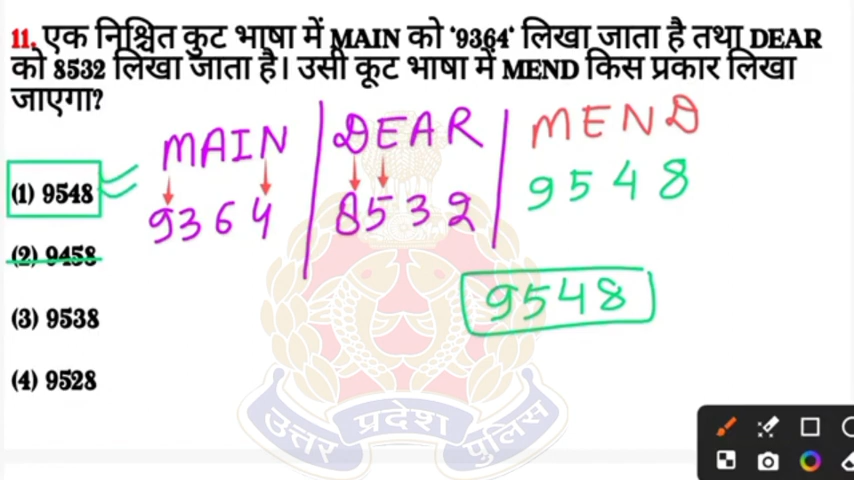 11. एक निश्चित कुट भाषा में MAIN को '9364' लिखा जाता है तथा DEAR
को 8532 लिखा जाता है। उसी कूट भाषा में MEND किस प्रकार लिखा
जाएगा?
MAIN DEAR MEND
9364 8532 9548
(1) 9548
(2) 9458
9548
(3) 9538
(4) 9528
उत्तर प्रदेश पुलिस